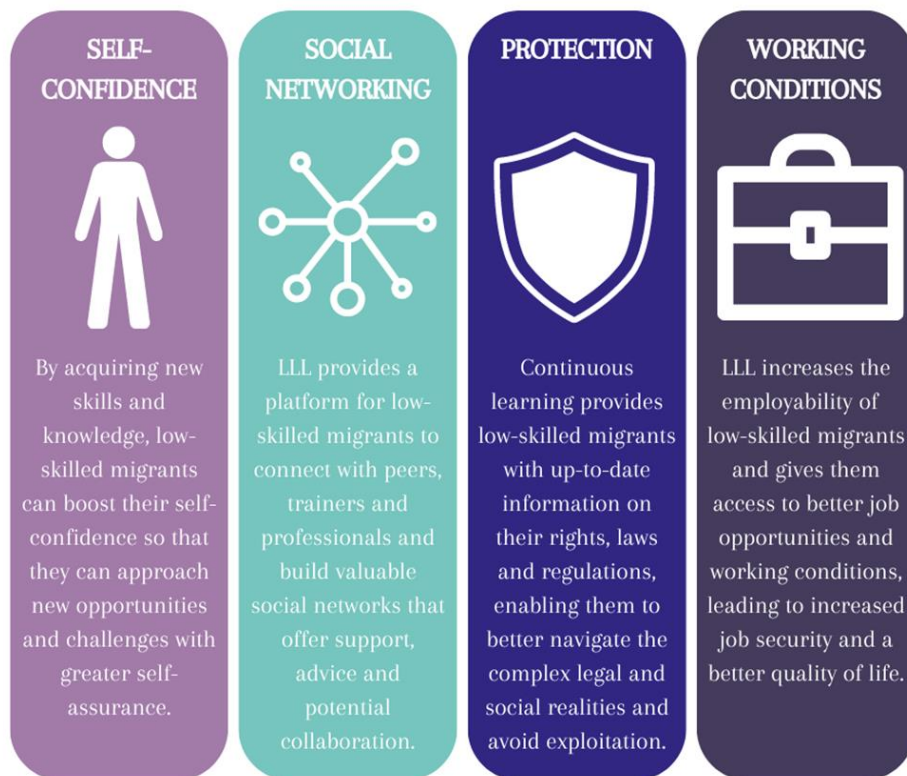 SELF-
CONFIDENCE
By acquiring new
skills and
knowledge, low-
skilled migrants
can boost their self-
confidence so that
they can approach
new opportunities
and challenges with
greater self-
assurance.
SOCIAL
NETWORKING
LLL provides a
platform for low-
skilled migrants to
connect with peers,
trainers and
professionals and
build valuable
social networks that
offer support,
advice and
potential
collaboration.
PROTECTION
Continuous
learning provides
low-skilled migrants
with up-to-date
information on
their rights, laws
and regulations,
enabling them to
better navigate the
complex legal and
social realities and
avoid exploitation.
WORKING
CONDITIONS
LLL increases the
employability of
low-skilled migrants
and gives them
access to better job
opportunities and
working conditions,
leading to increased
job security and a
better quality of life.